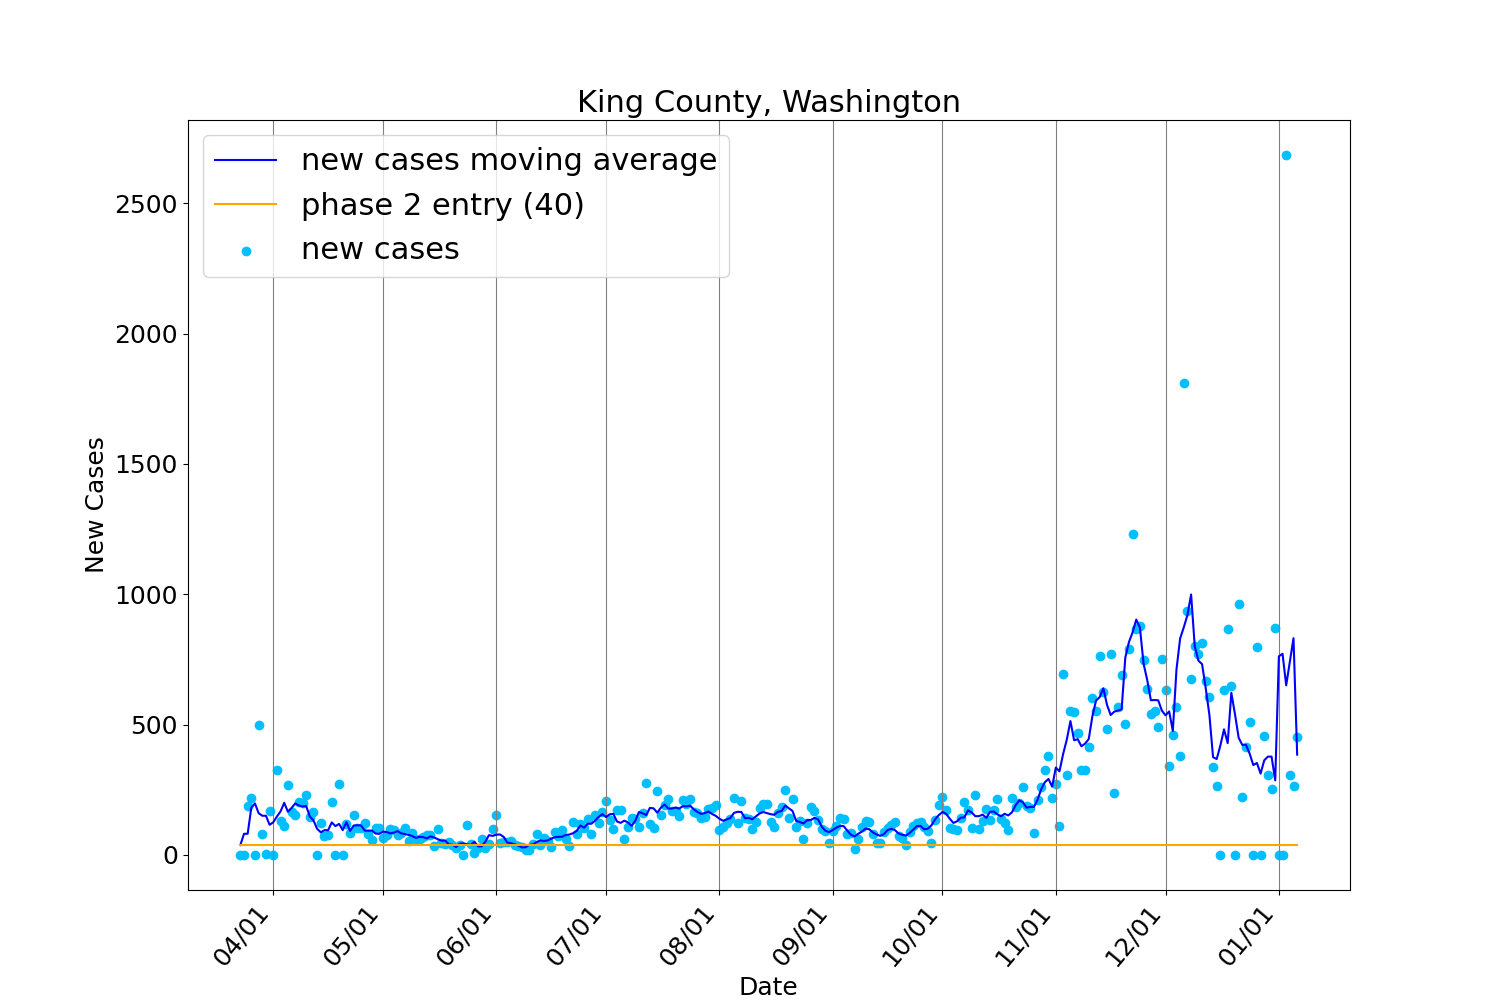 King County, Washington
new cases moving average
phase 2 entry (40)
new cases
2500
2000
1500
1000
500
0
New Cases
04/01
05/01
06/01
07/01
08/01
09/01
10/01
11/01
12/01
01/01
Date